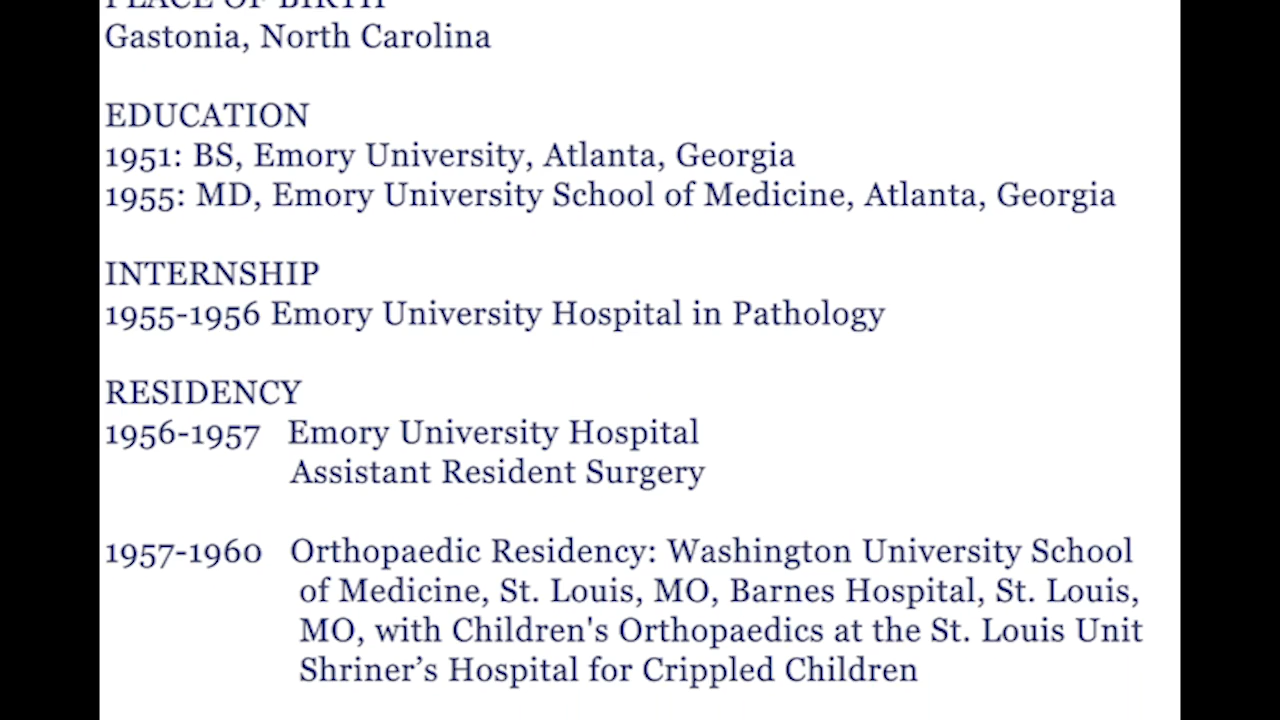 PLACE OF BIRTH
Gastonia, North Carolina
EDUCATION
1951: BS, Emory University, Atlanta, Georgia
1955: MD, Emory University School of Medicine, Atlanta, Georgia
INTERNSHIP
1955-1956 Emory University Hospital in Pathology
RESIDENCY
1956-1957 Emory University Hospital
Assistant Resident Surgery
1957-1960 Orthopaedic Residency: Washington University School
of Medicine, St. Louis, MO, Barnes Hospital, St. Louis,
MO, with Children's Orthopaedics at the St. Louis Unit
Shriner’s Hospital for Crippled Children